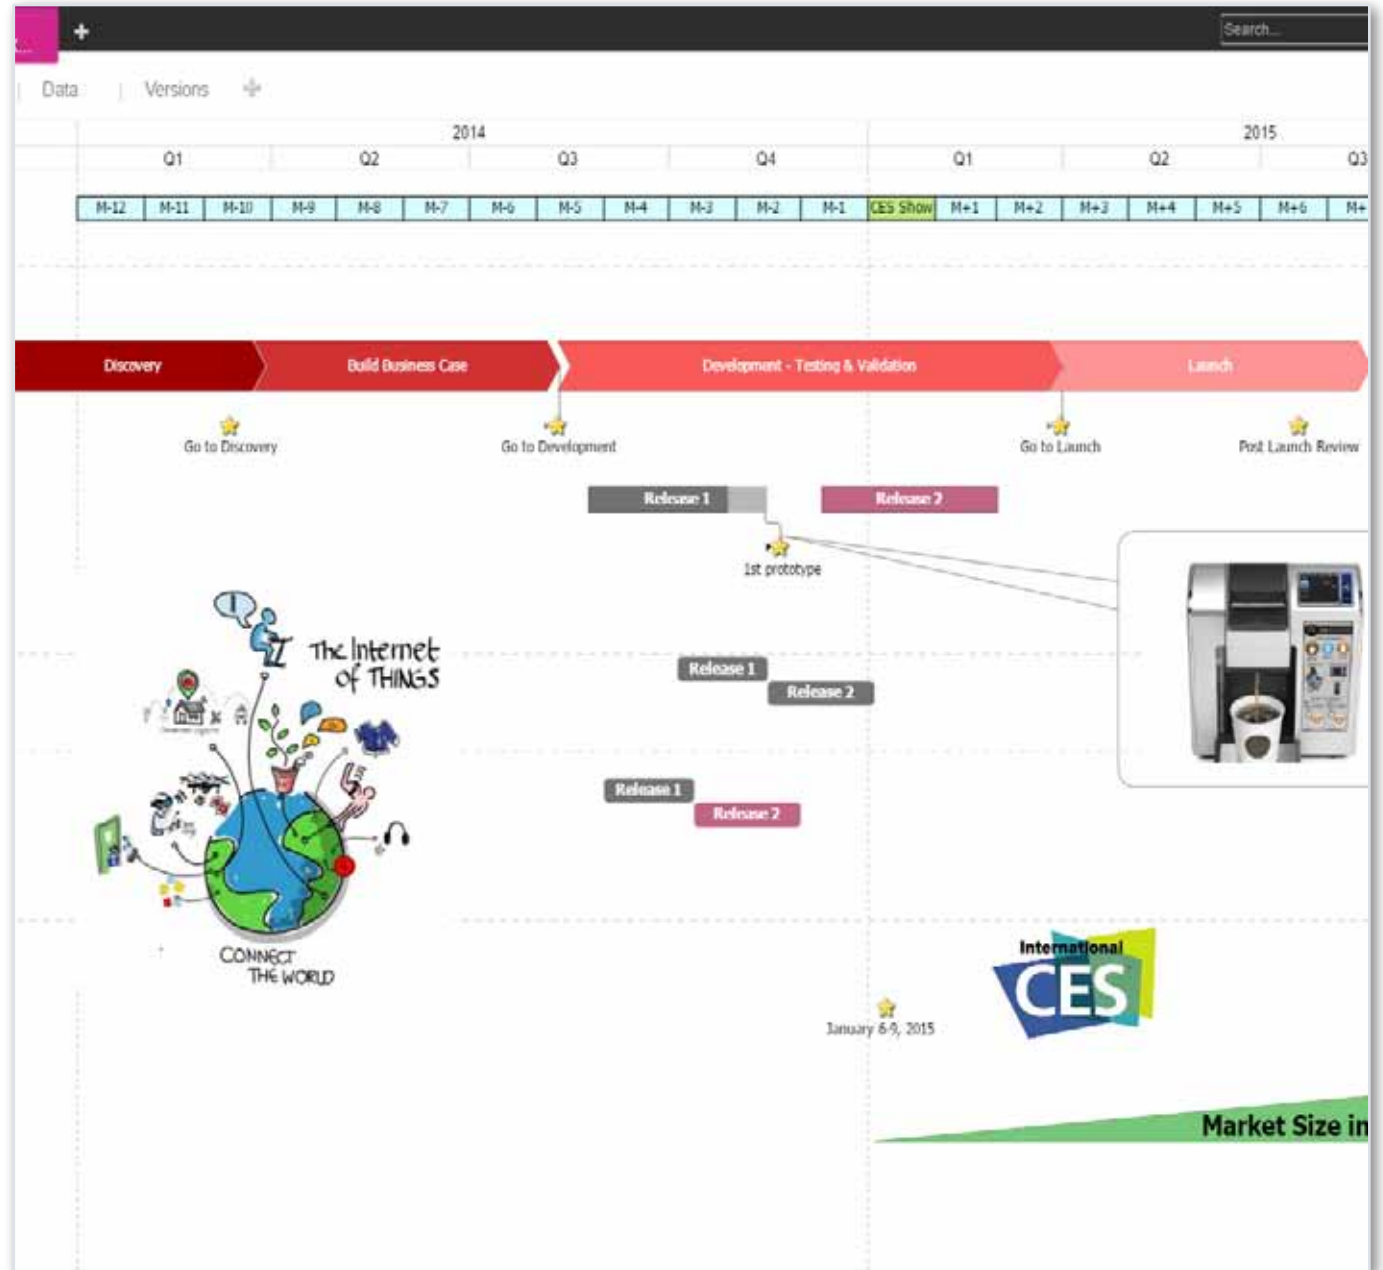 Search...
Data
Versions
2014
2015
Q1
Q2
Q3
Q4
Q1
Q2
Q3
M-12
M-11
M-10
M-9
M-8
M-7
M-6
M-5
M-4
M-3
M-2
M-1
CES Show
M+1
M+2
M+3
M+4
M+5
M+6
M+
Discovery
Build Business Case
Development - Testing & Validation
Launch
Go to Discovery
Go to Development
Go to Launch
Post Launch Review
Release 1
Release 2
1st prototype
The Internet
of THINGS
Release 1
Release 2
Release 1
Release 2
CONNECT
THE WORLD
International
CES
January 6-9, 2015
Market Size in